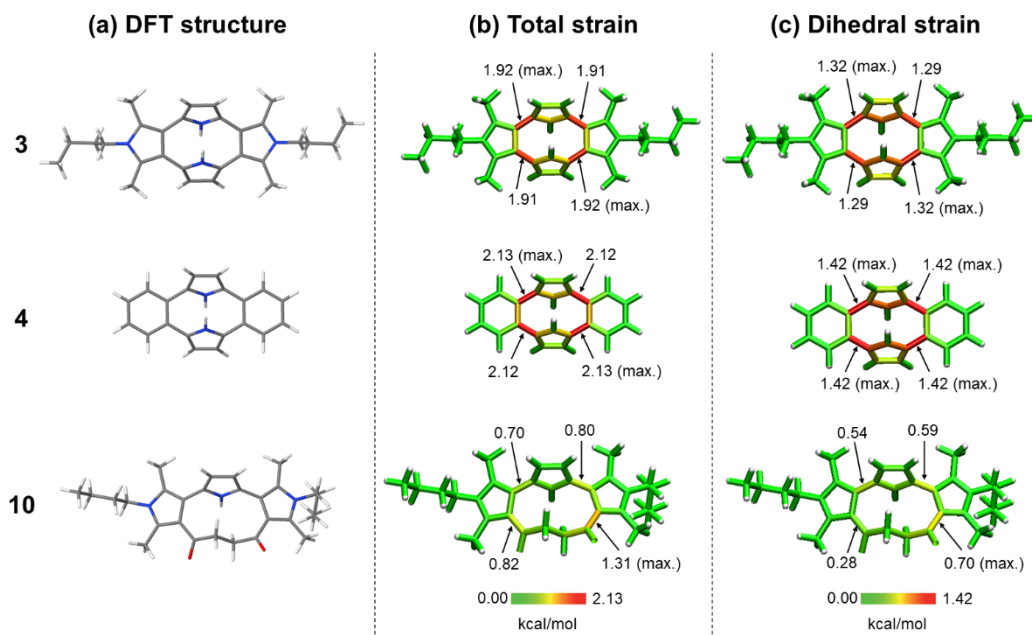 (a) DFT structure
(b) Total strain
(c) Dihedral strain
3
1.92 (max.)
1.91
1.91
1.92 (max.)
1.32 (max.)
1.29
1.29
1.32 (max.)
4
2.13 (max.)
2.12
2.12
2.13 (max.)
1.42 (max.)
1.42 (max.)
1.42 (max.)
1.42 (max.)
10
0.70
0.80
0.82
1.31 (max.)
0.54
0.59
0.28
0.70 (max.)
0.00
2.13
kcal/mol
0.00
1.42
kcal/mol